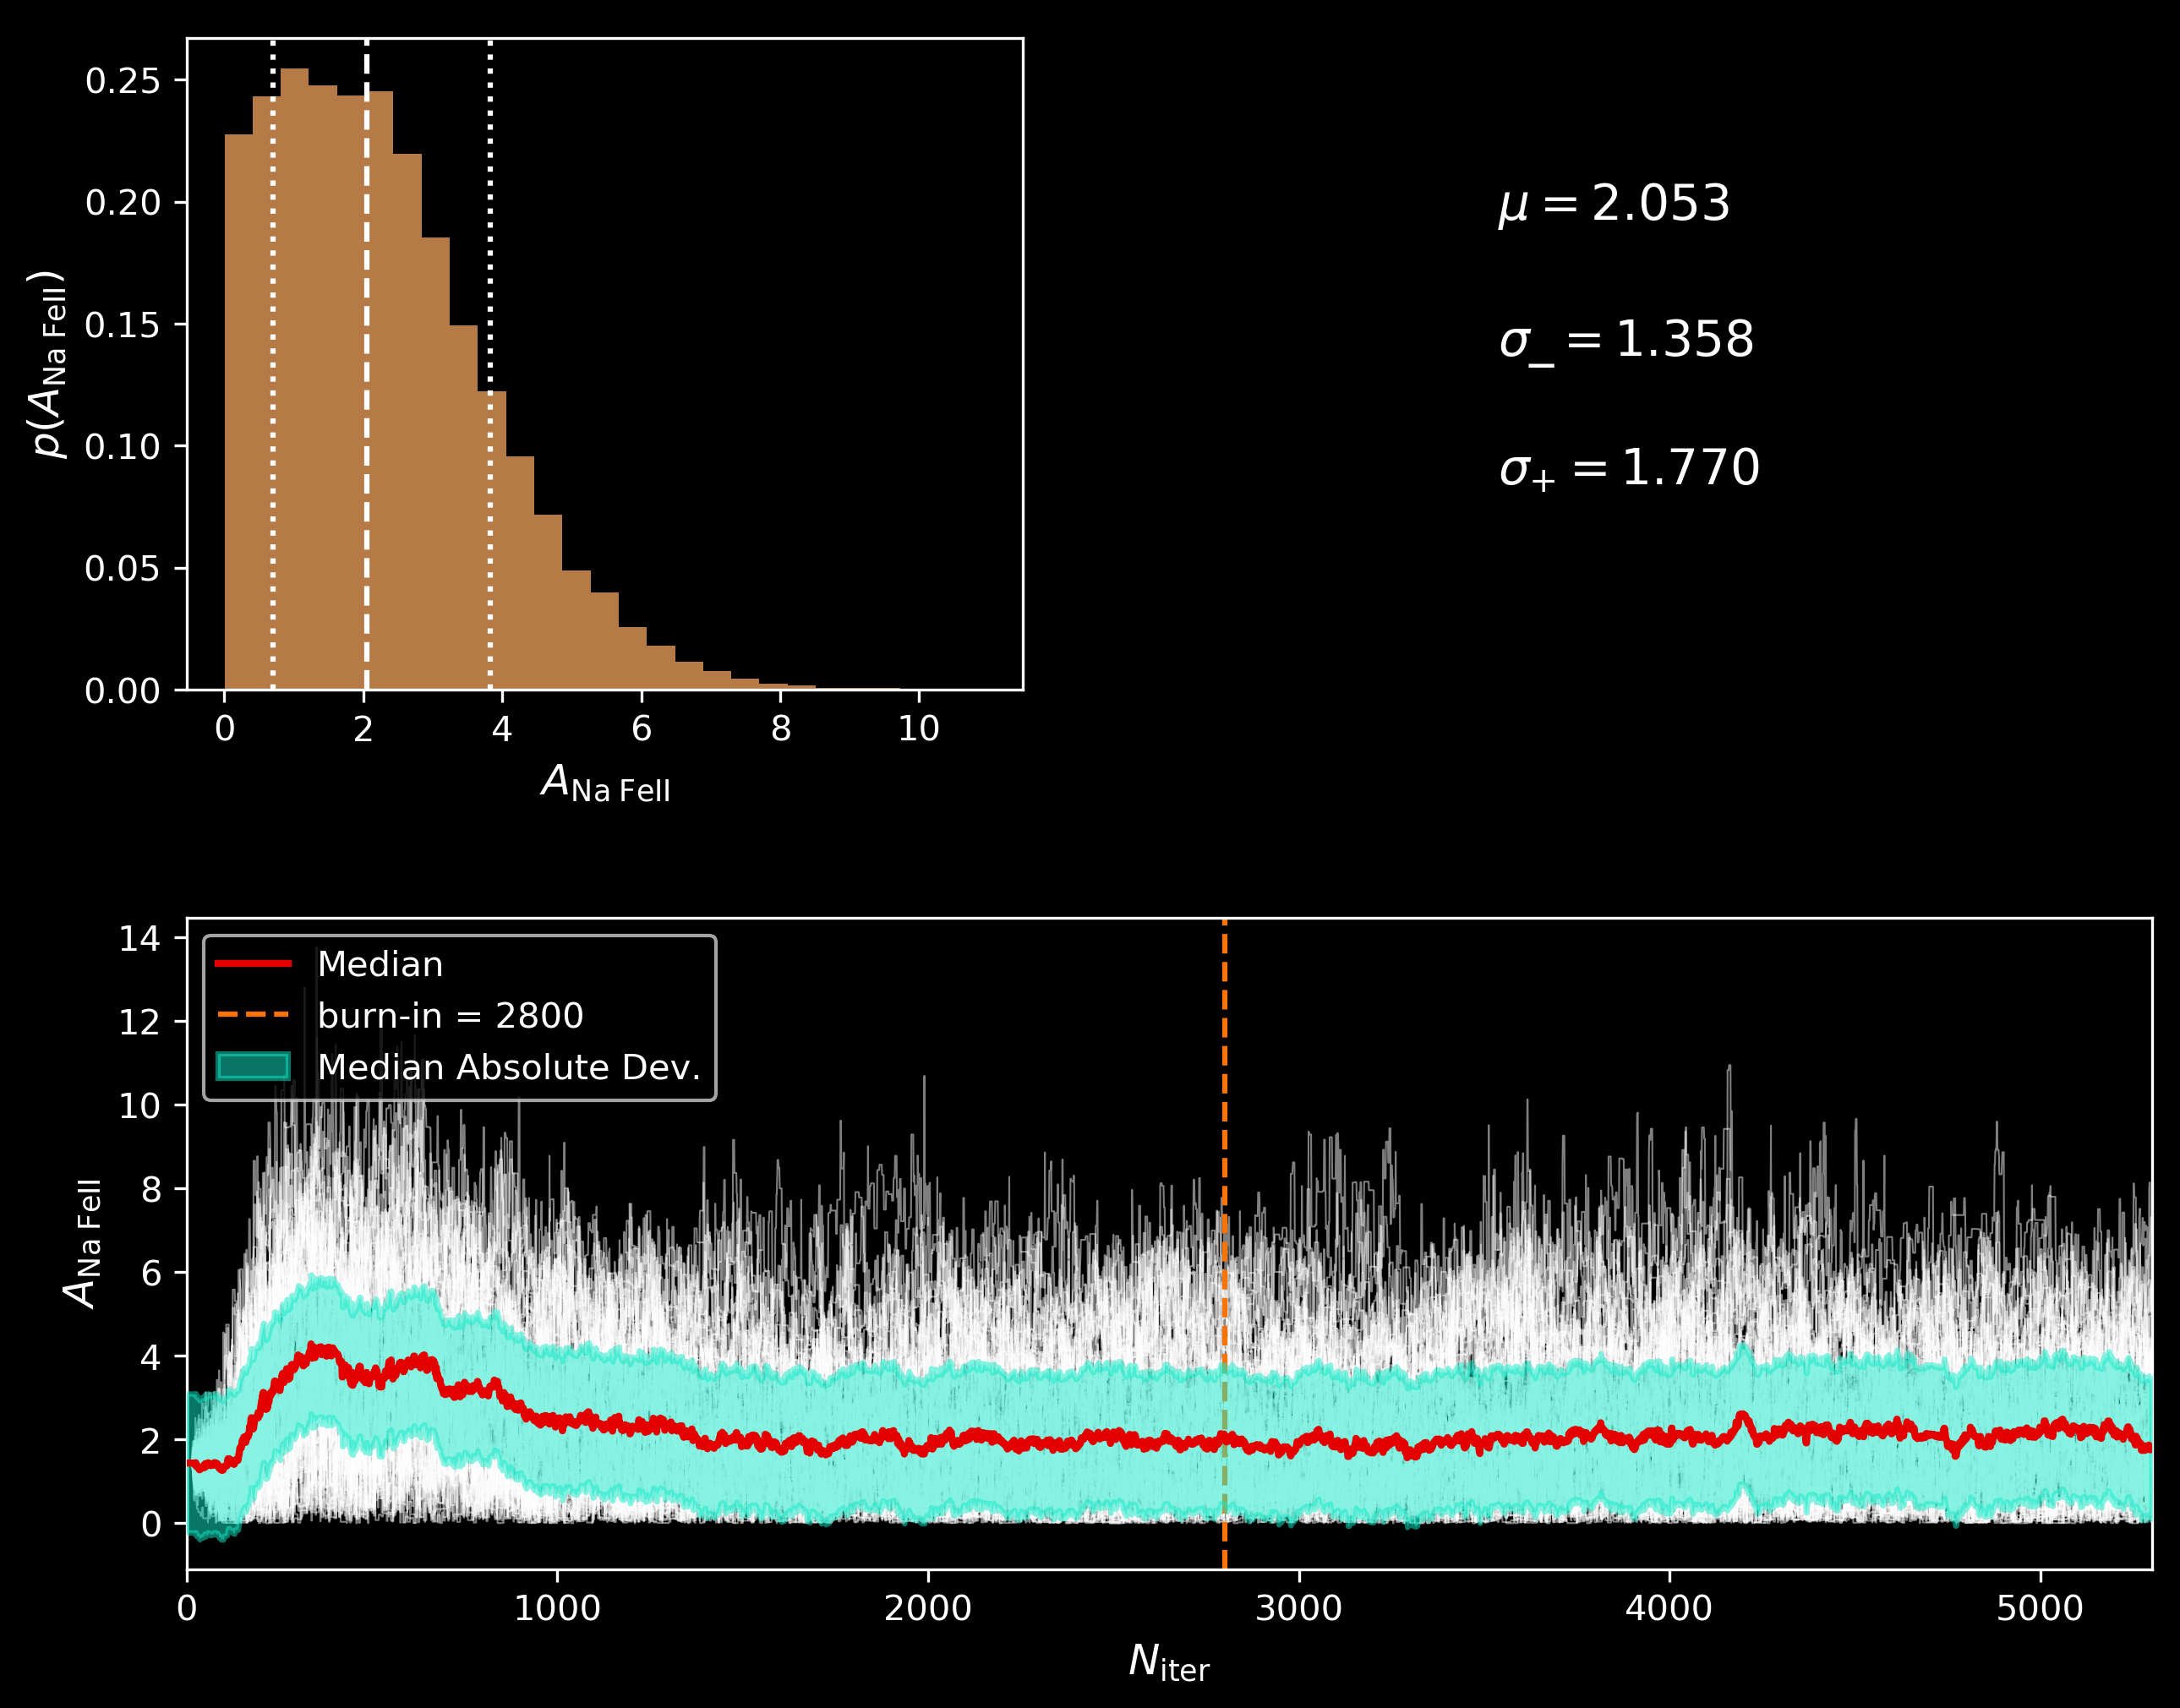 0.25
0.20
0.15
0.10
0.05
0.00
p(A_Na FeII)
0 2 4 6 8 10
A_Na FeII
μ = 2.053
σ_− = 1.358
σ_+ = 1.770
14
12
10
8
6
4
2
0
A_Na FeII
Median
burn-in = 2800
Median Absolute Dev.
0 1000 2000 3000 4000 5000
N_iter